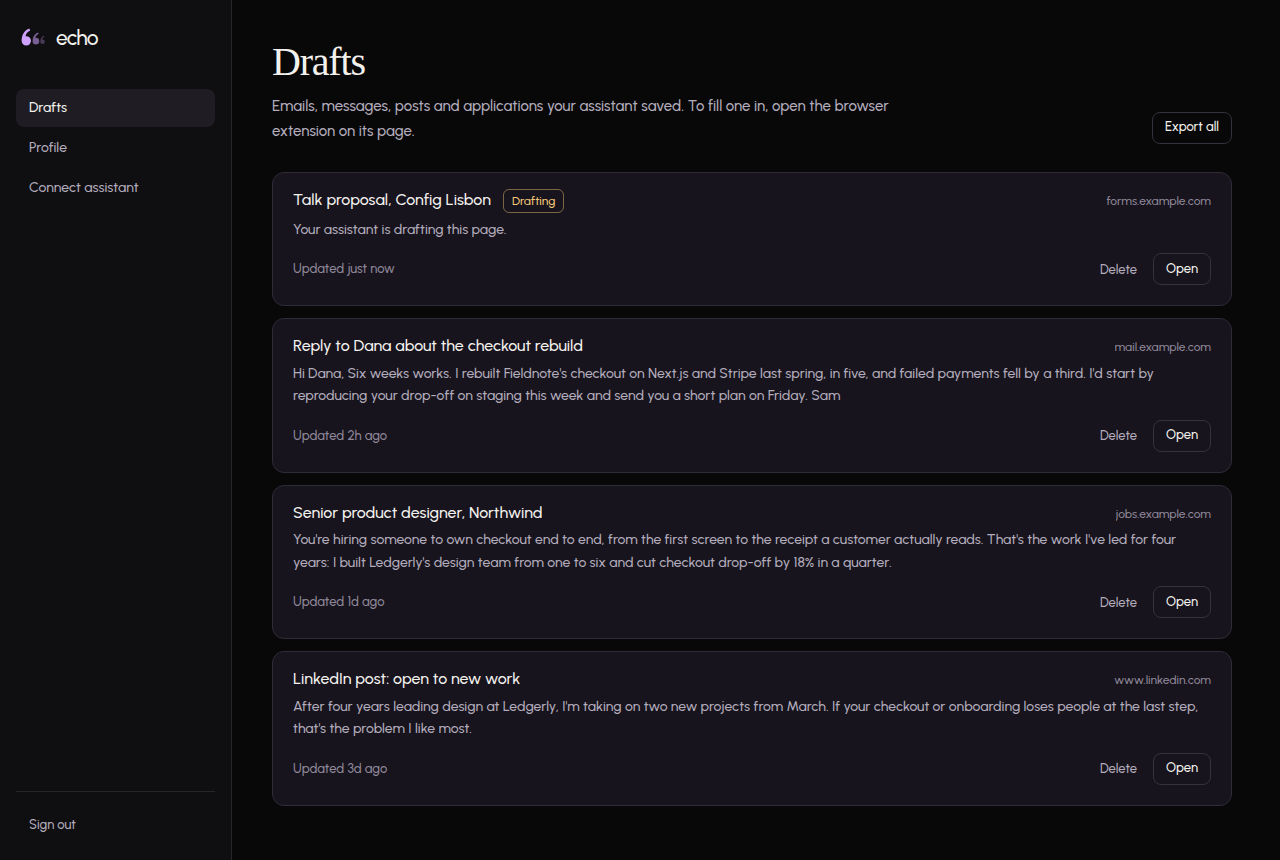 echo
Drafts
Profile
Connect assistant
Sign out
Drafts
Emails, messages, posts and applications your assistant saved. To fill one in, open the browser
extension on its page.
Export all
Talk proposal, Config Lisbon Drafting forms.example.com
Your assistant is drafting this page.
Updated just now Delete Open
Reply to Dana about the checkout rebuild mail.example.com
Hi Dana, Six weeks works. I rebuilt Fieldnote's checkout on Next.js and Stripe last spring, in five, and failed payments fell by a third. I'd start by
reproducing your drop-off on staging this week and send you a short plan on Friday. Sam
Updated 2h ago Delete Open
Senior product designer, Northwind jobs.example.com
You're hiring someone to own checkout end to end, from the first screen to the receipt a customer actually reads. That's the work I've led for four
years: I built Ledgerly's design team from one to six and cut checkout drop-off by 18% in a quarter.
Updated 1d ago Delete Open
LinkedIn post: open to new work www.linkedin.com
After four years leading design at Ledgerly, I'm taking on two new projects from March. If your checkout or onboarding loses people at the last step,
that's the problem I like most.
Updated 3d ago Delete Open